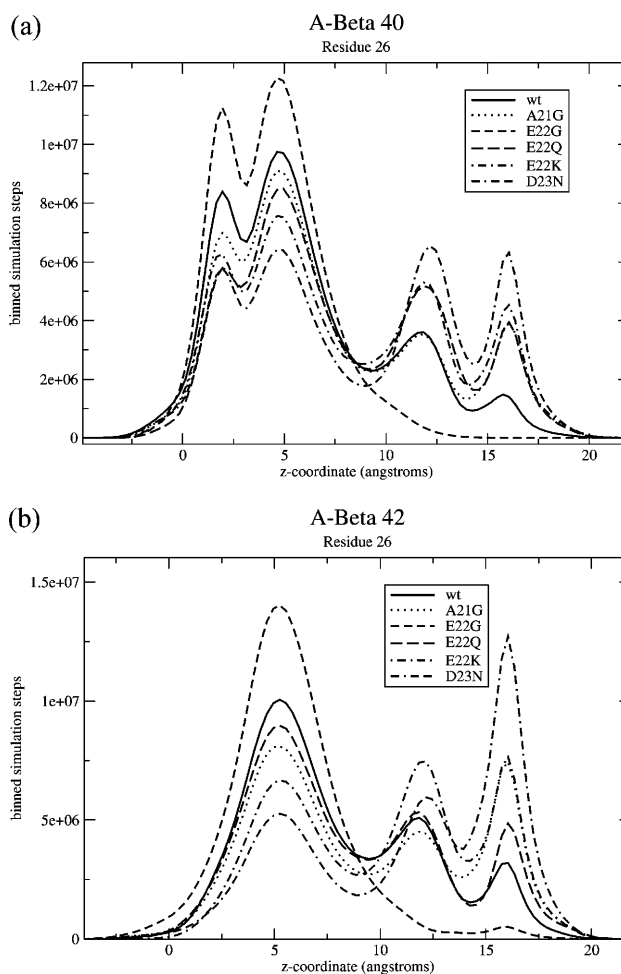 (a)
A-Beta 40
Residue 26
1.2e+07
1e+07
8e+06
6e+06
4e+06
2e+06
0
binned simulation steps
wt
A21G
E22G
E22Q
E22K
D23N
0
5
10
15
20
z-coordinate (angstroms)
(b)
A-Beta 42
Residue 26
1.5e+07
1e+07
5e+06
0
binned simulation steps
wt
A21G
E22G
E22Q
E22K
D23N
0
5
10
15
20
z-coordinate (angstroms)